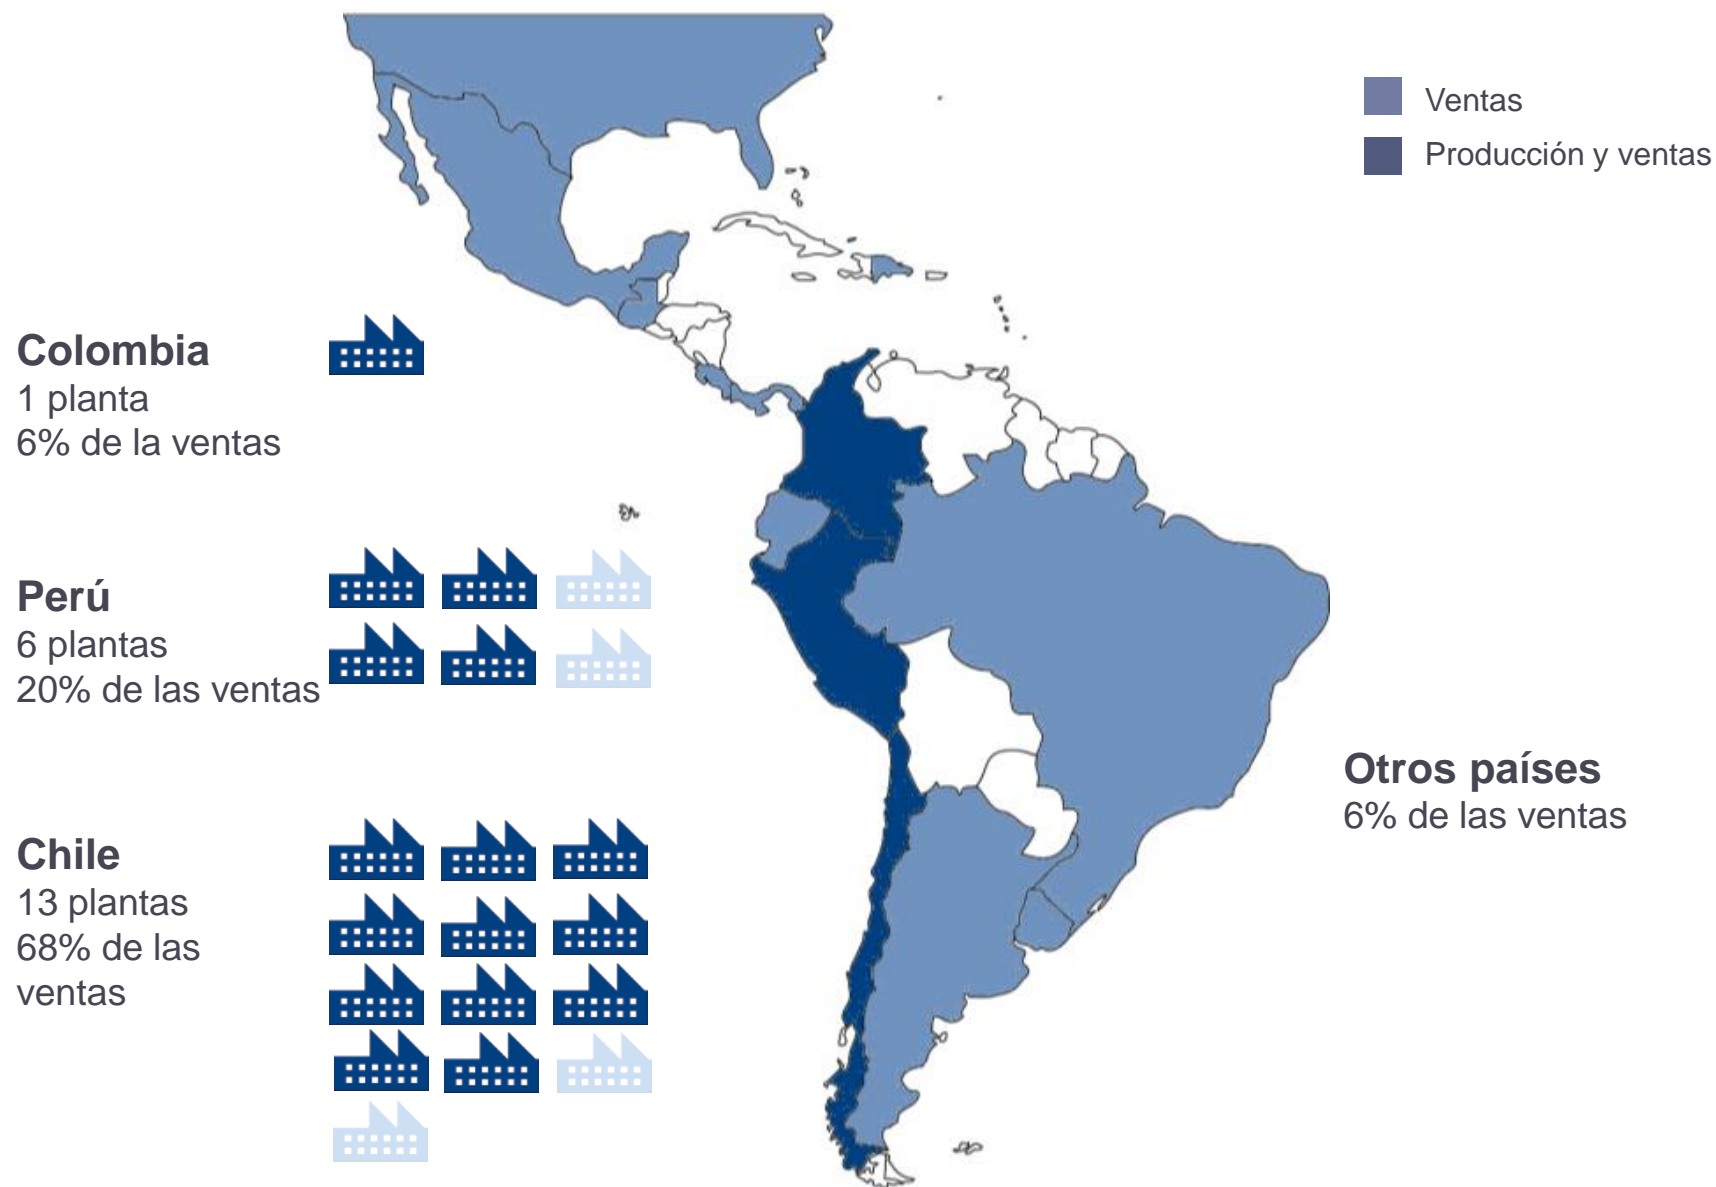 Ventas
Producción y ventas
Colombia
1 planta
6% de la ventas
Perú
6 plantas
20% de las ventas
Chile
13 plantas
68% de las
ventas
Otros países
6% de las ventas